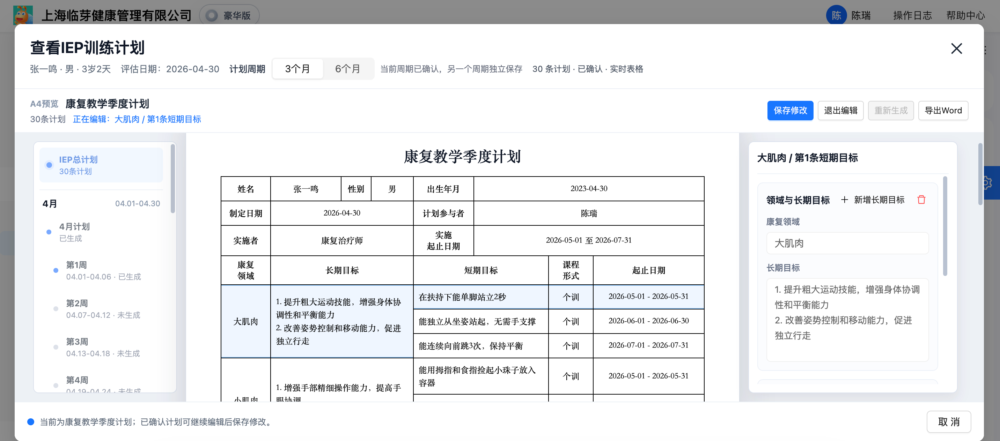 上海临芽健康管理有限公司 豪华版 陈 陈瑞 操作日志 帮助中心
查看IEP训练计划
张一鸣 · 男 · 3岁2天 评估日期：2026-04-30 计划周期 3个月 6个月 当前周期已确认，另一个周期独立保存 30 条计划 · 已确认 · 实时表格
A4预览 康复教学季度计划
30条计划 正在编辑：大肌肉 / 第1条短期目标
保存修改 退出编辑 重新生成 导出Word
IEP总计划
30条计划
4月 04.01-04.30
4月计划
已生成
第1周
04.01-04.06 · 已生成
第2周
04.07-04.12 · 未生成
第3周
04.13-04.18 · 未生成
第4周
04.19-04.24 · 未生成
康复教学季度计划
姓名 张一鸣 性别 男 出生年月 2023-04-30
制定日期 2026-04-30 计划参与者 陈瑞
实施者 康复治疗师 实施
起止日期 2026-05-01 至 2026-07-31
康复
领域 长期目标 短期目标 课程
形式 起止日期
大肌肉
1. 提升粗大运动技能，增强身体协
调性和平衡能力
2. 改善姿势控制和移动能力，促进
独立行走
在扶持下能单脚站立2秒 个训 2026-05-01 - 2026-05-31
能独立从坐姿站起，无需手支撑 个训 2026-06-01 - 2026-06-30
能连续向前跳3次，保持平衡 个训 2026-07-01 - 2026-07-31
小肌肉
1. 增强手部精细操作能力，提高手
眼协调
能用拇指和食指捡起小珠子放入
容器 个训 2026-05-01 - 2026-05-31
大肌肉 / 第1条短期目标
领域与长期目标 + 新增长期目标
康复领域
大肌肉
长期目标
1. 提升粗大运动技能，增强身体协调
性和平衡能力
2. 改善姿势控制和移动能力，促进
独立行走
当前为康复教学季度计划；已确认计划可继续编辑后保存修改。
取 消